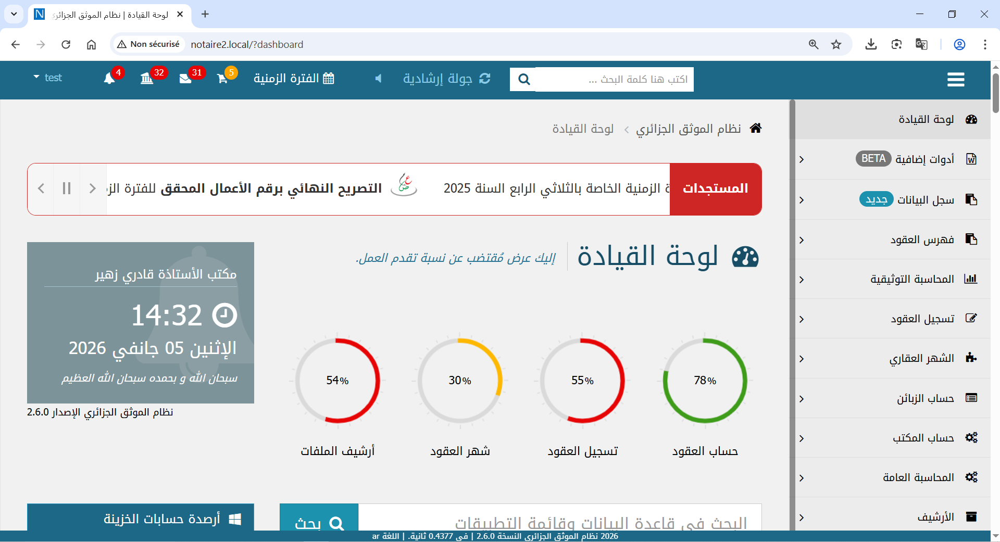 لوحة القيادة | نظام الموثق الجزائري
Non sécurisé
notaire2.local/?dashboard
اكتب هنا كلمة البحث ...
جولة إرشادية
الفترة الزمنية
5
31
32
4
test
لوحة القيادة
أدوات إضافية BETA
سجل البيانات جديد
فهرس العقود
المحاسبة التوثيقية
تسجيل العقود
الشهر العقاري
حساب الزبائن
حساب المكتب
المحاسبة العامة
الأرشيف
نظام الموثق الجزائري
لوحة القيادة
المستجدات
ة الزمنية الخاصة بالثلاثي الرابع السنة 2025
التصريح النهائي برقم الأعمال المحقق للفترة الز
لوحة القيادة
إليك عرض مُقتضب عن نسبة تقدم العمل.
مكتب الأستاذة قادري زهير
14:32
الإثنين 05 جانفي 2026
سبحان الله و بحمده سبحان الله العظيم
نظام الموثق الجزائري الإصدار 2.6.0
78%
55%
30%
54%
حساب العقود
تسجيل العقود
شهر العقود
أرشيف الملفات
البحث في قاعدة البيانات وقائمة التطبيقات
بحث
أرصدة حسابات الخزينة
2026 نظام الموثق الجزائري النسخة 2.6.0 | في 0.4377 ثانية. | اللغة ar